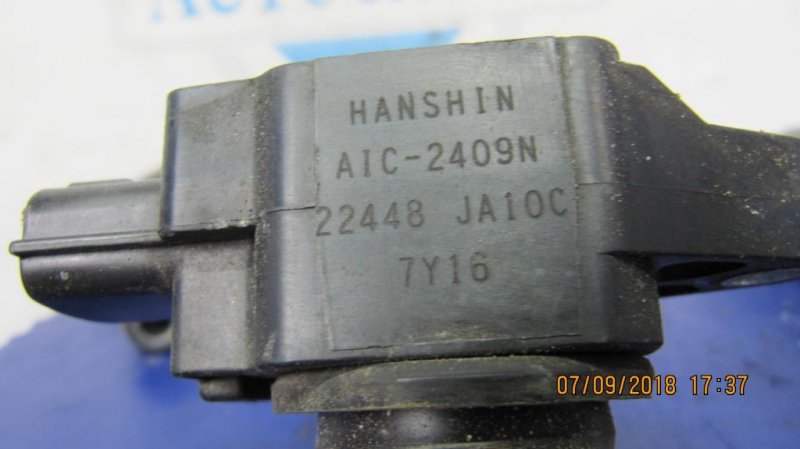 HANSHIN
AIC-2409N
22448 JA10C
7Y16
07/09/2018 17:37